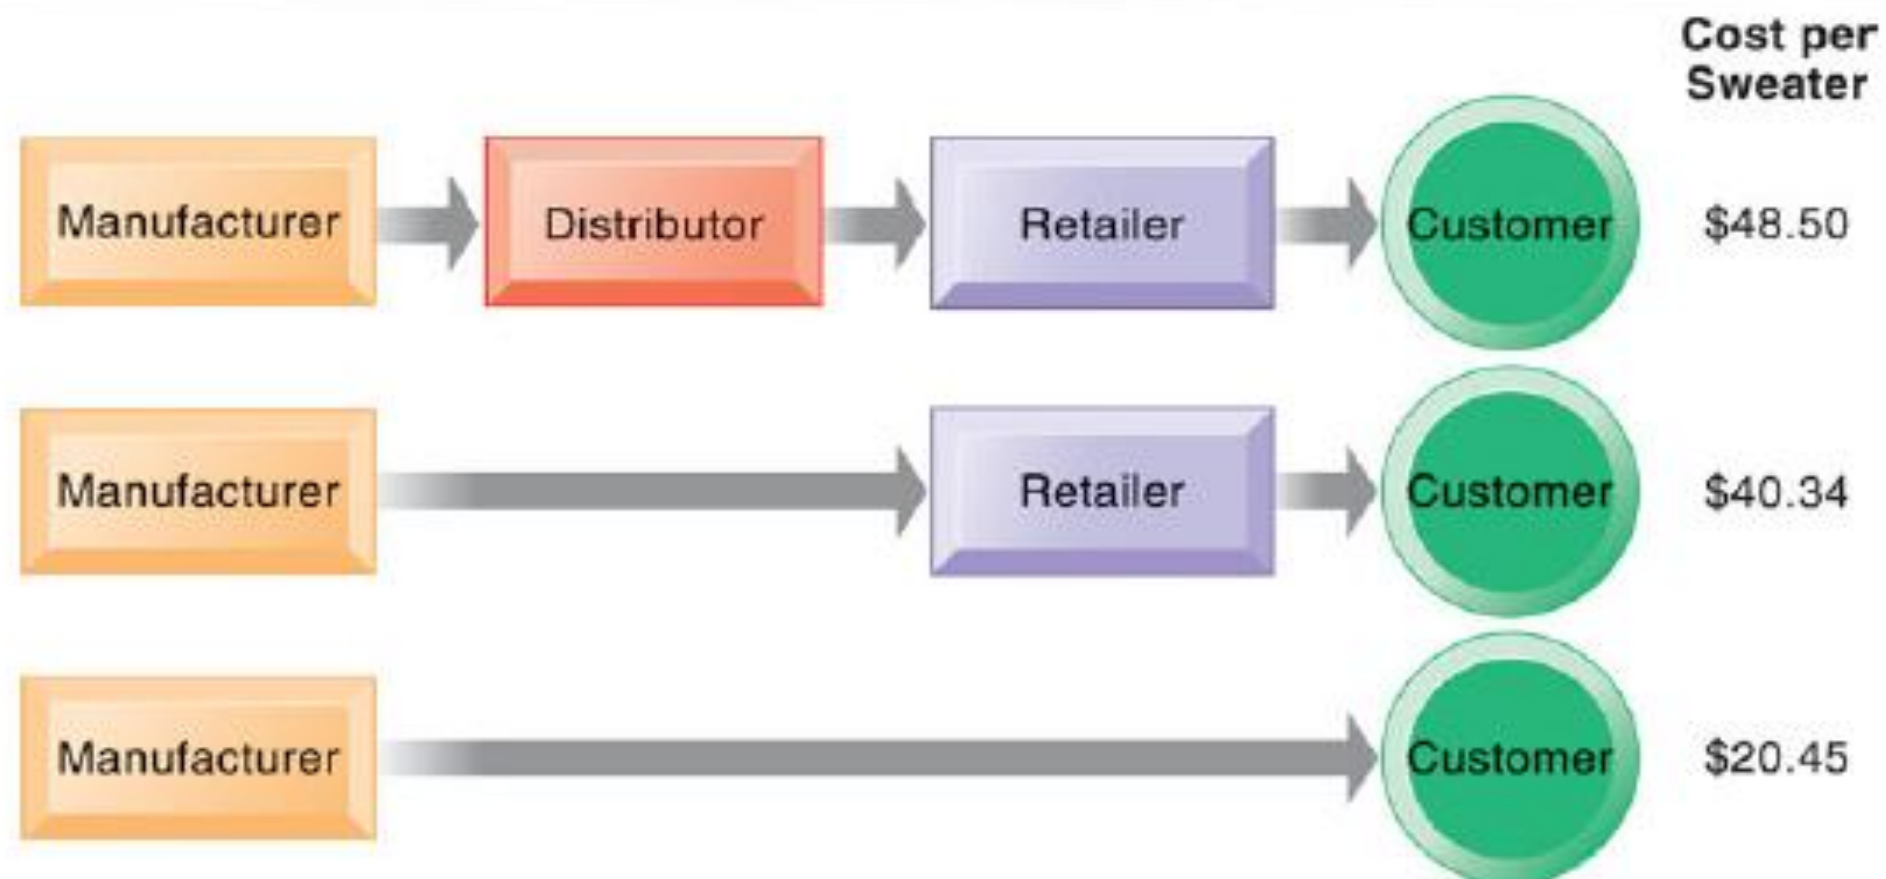 Cost per
Sweater
Manufacturer
Distributor
Retailer
Customer
$48.50
Manufacturer
Retailer
Customer
$40.34
Manufacturer
Customer
$20.45